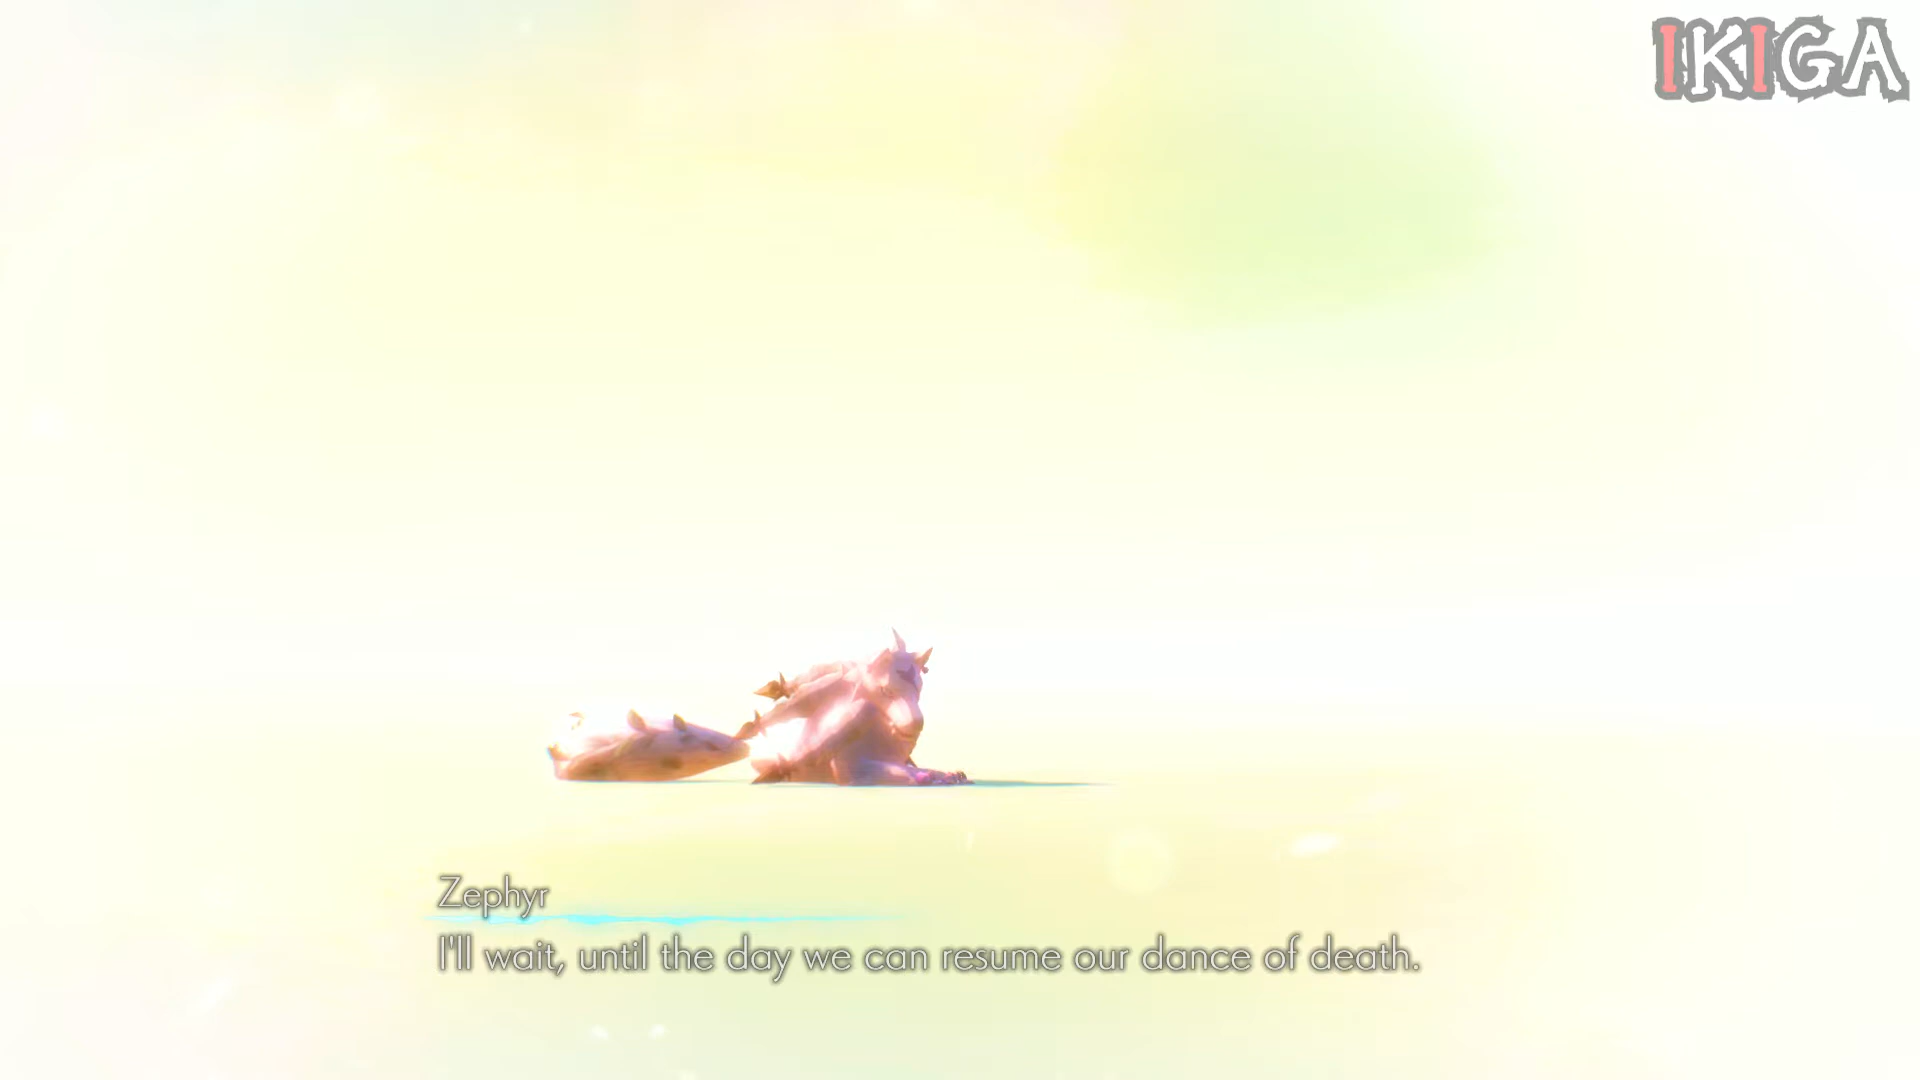 IKIGA
Zephyr
I'll wait, until the day we can resume our dance of death.